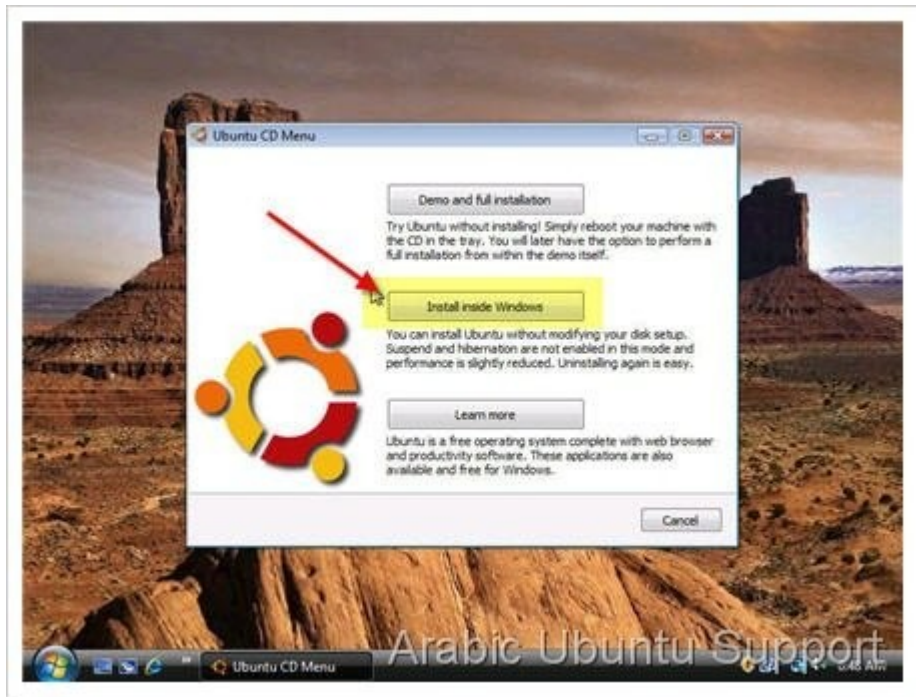 Ubuntu CD Menu
Demo and full installation
Try Ubuntu without installing! Simply reboot your machine with
the CD in the tray. You will later have the option to perform a
full installation from within the demo itself.
Install inside Windows
You can install Ubuntu without modifying your disk setup.
Suspend and hibernation are not enabled in this mode and
performance is slightly reduced. Uninstalling again is easy.
Learn more
Ubuntu is a free operating system complete with web browser
and productivity software. These applications are also
available and free for Windows.
Cancel
Arabic Ubuntu Support
Ubuntu CD Menu
AM